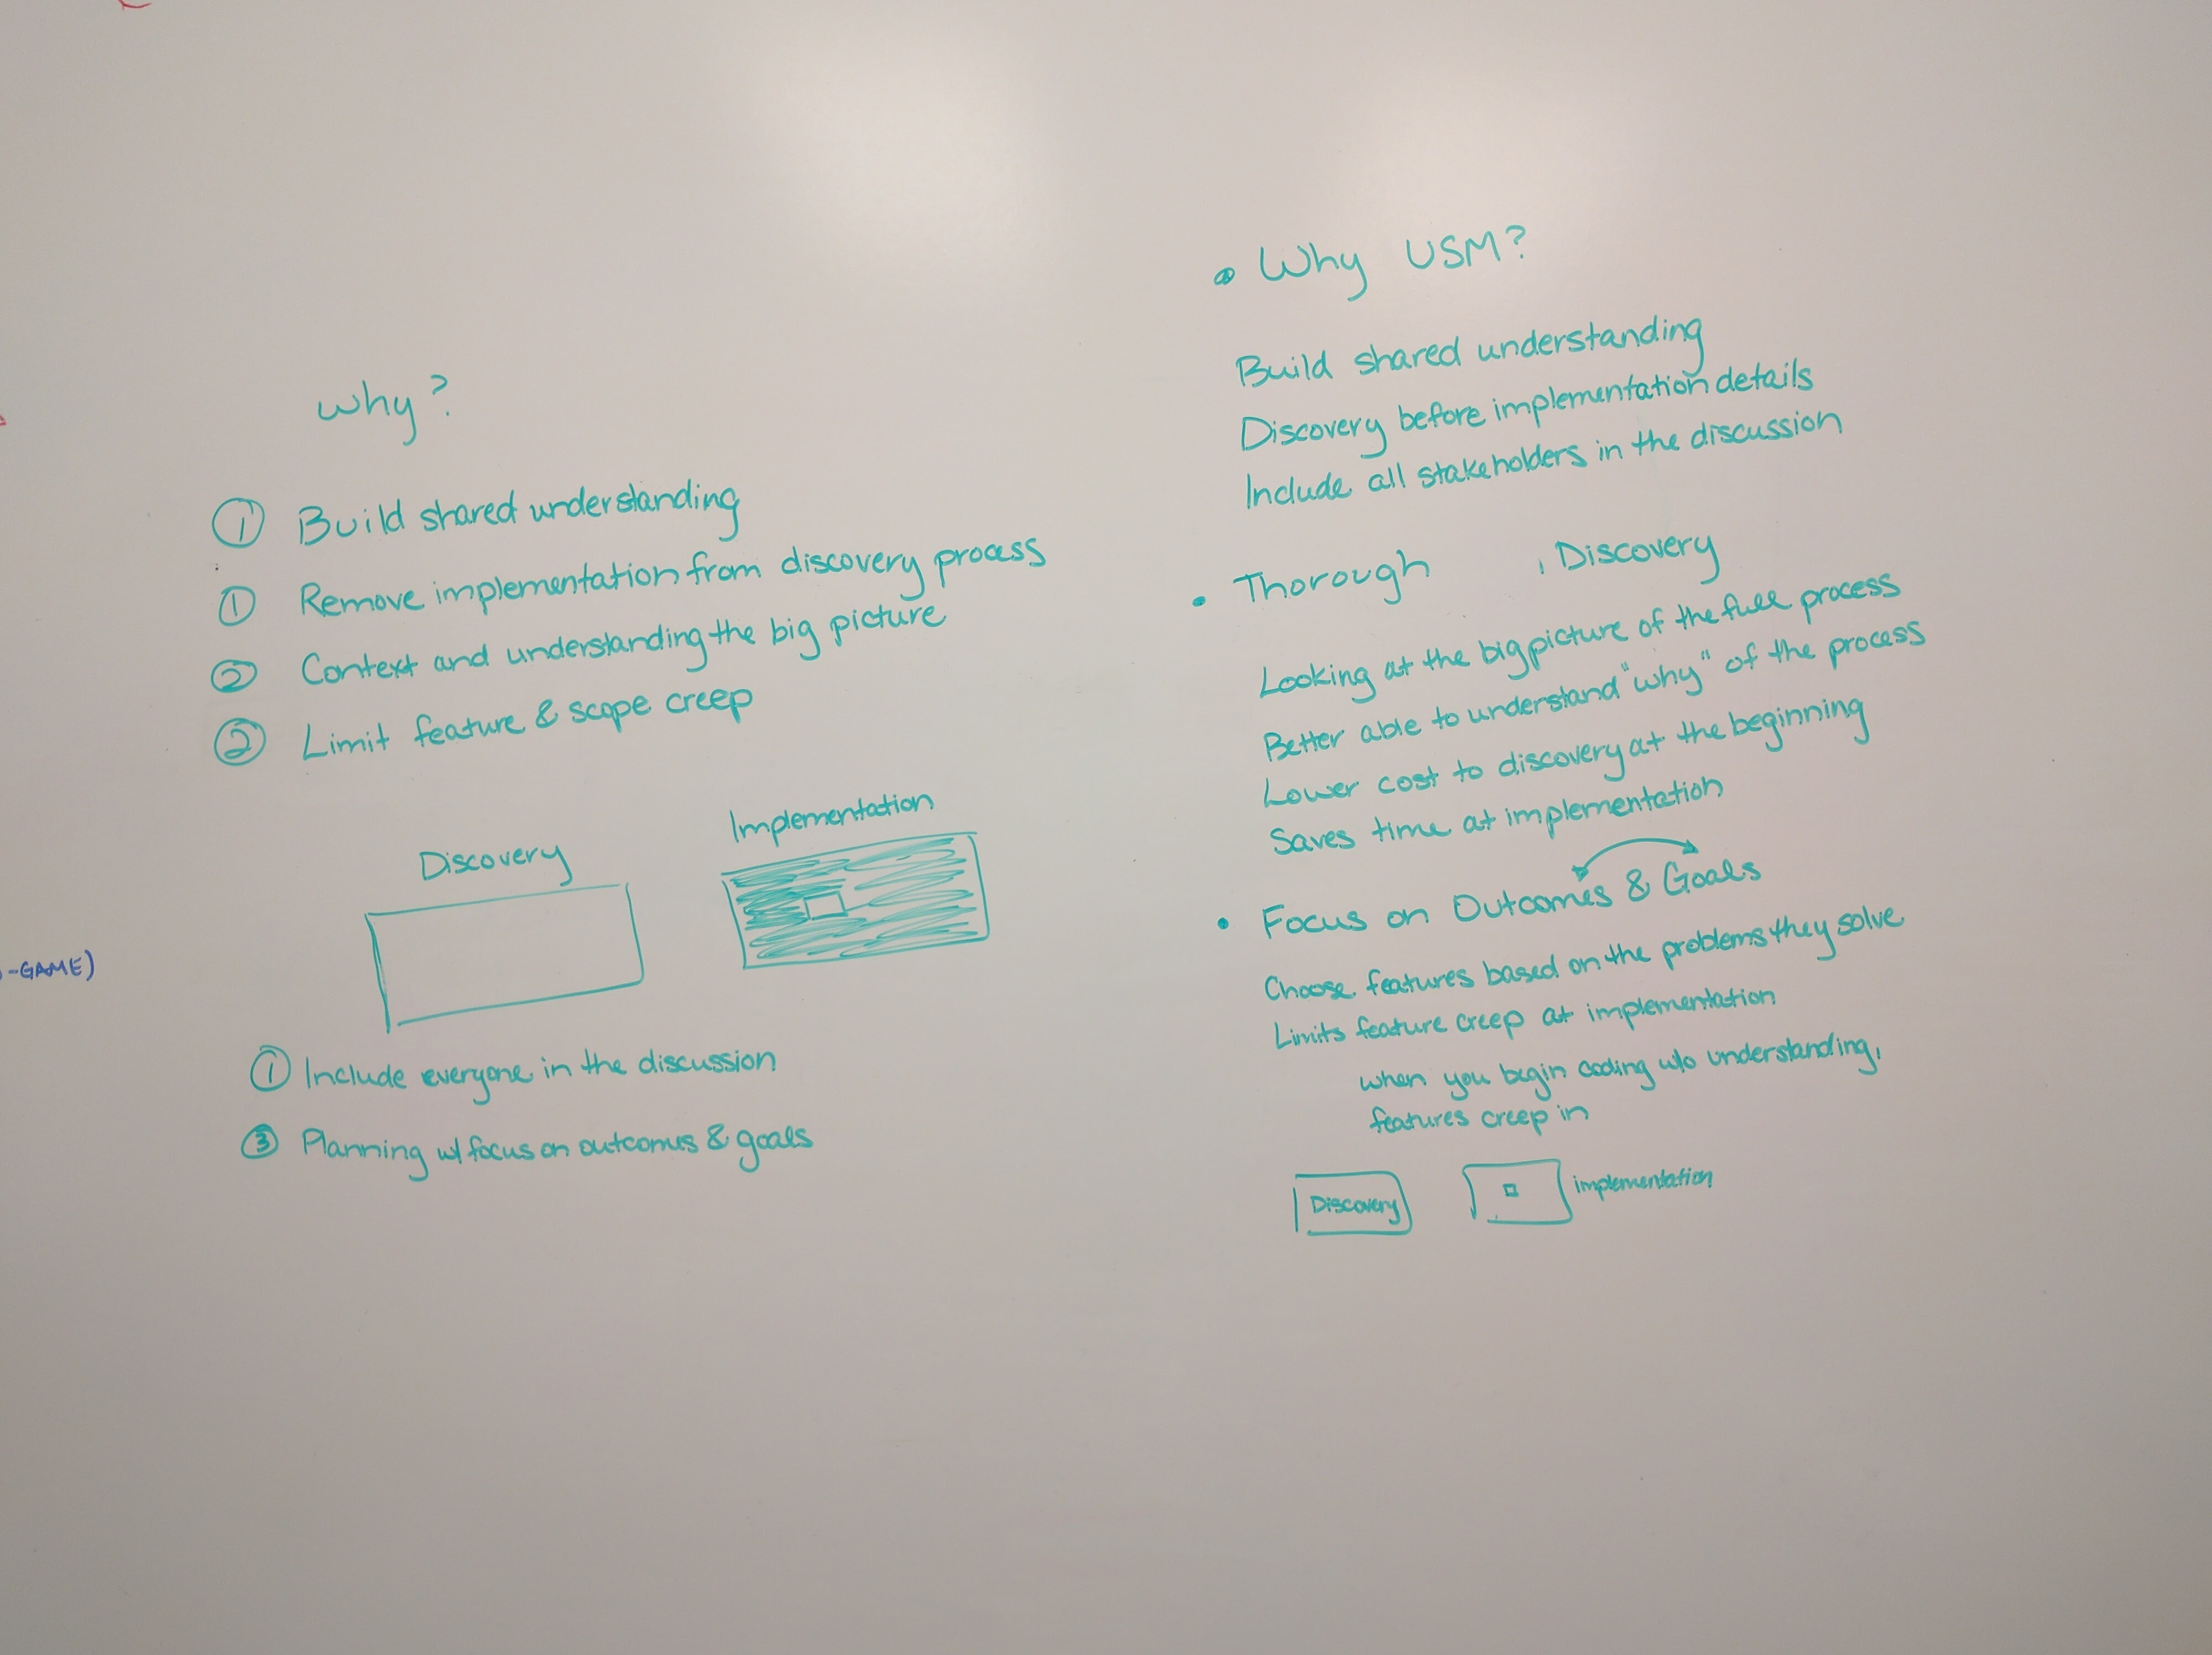 Why?
① Build shared understanding
① Remove implementation from discovery process
② Context and understanding the big picture
② Limit feature & scope creep
Discovery
Implementation
-GAME)
① Include everyone in the discussion
③ Planning w/ focus on outcomes & goals
• Why USM?
Build shared understanding
Discovery before implementation details
Include all stakeholders in the discussion
• Thorough Discovery
Looking at the big picture of the full process
Better able to understand "why" of the process
Lower cost to discovery at the beginning
Saves time at implementation
• Focus on Outcomes & Goals
Choose features based on the problems they solve
Limits feature creep at implementation
when you begin coding w/o understanding,
features creep in
Discovery
implementation